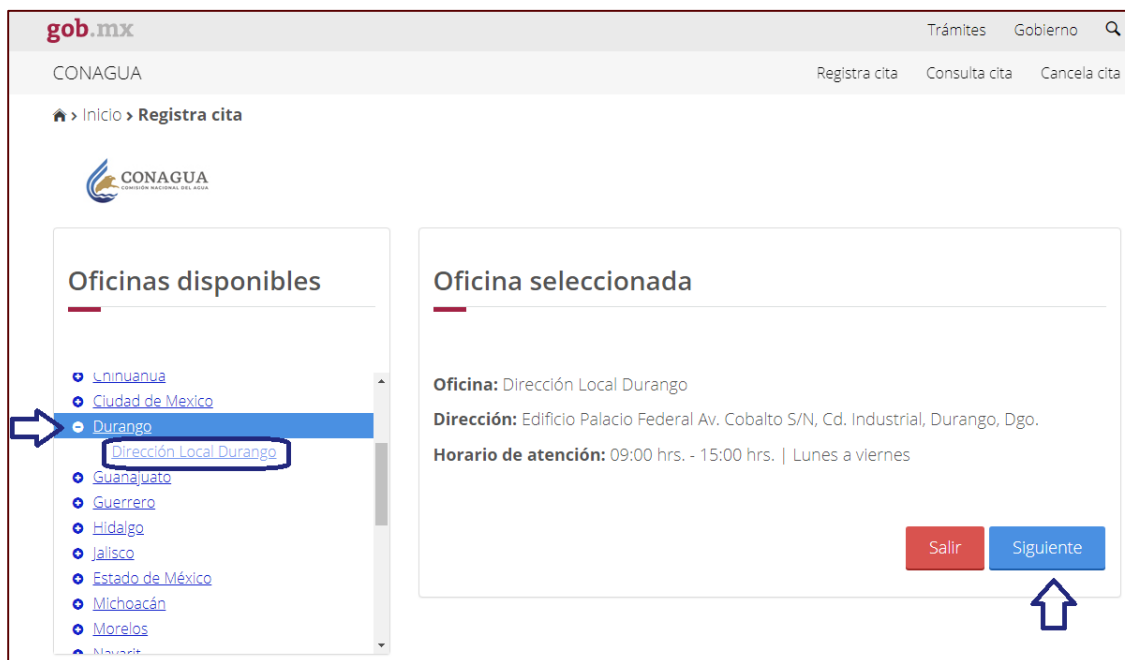 gob.mx
Trámites Gobierno
CONAGUA
Registra cita Consulta cita Cancela cita
Inicio > Registra cita
CONAGUA
COMISIÓN NACIONAL DEL AGUA
Oficinas disponibles
Chihuahua
Ciudad de Mexico
Durango
Dirección Local Durango
Guanajuato
Guerrero
Hidalgo
Jalisco
Estado de México
Michoacán
Morelos
Nayarit
Oficina seleccionada
Oficina: Dirección Local Durango
Dirección: Edificio Palacio Federal Av. Cobalto S/N, Cd. Industrial, Durango, Dgo.
Horario de atención: 09:00 hrs. - 15:00 hrs. | Lunes a viernes
Salir Siguiente